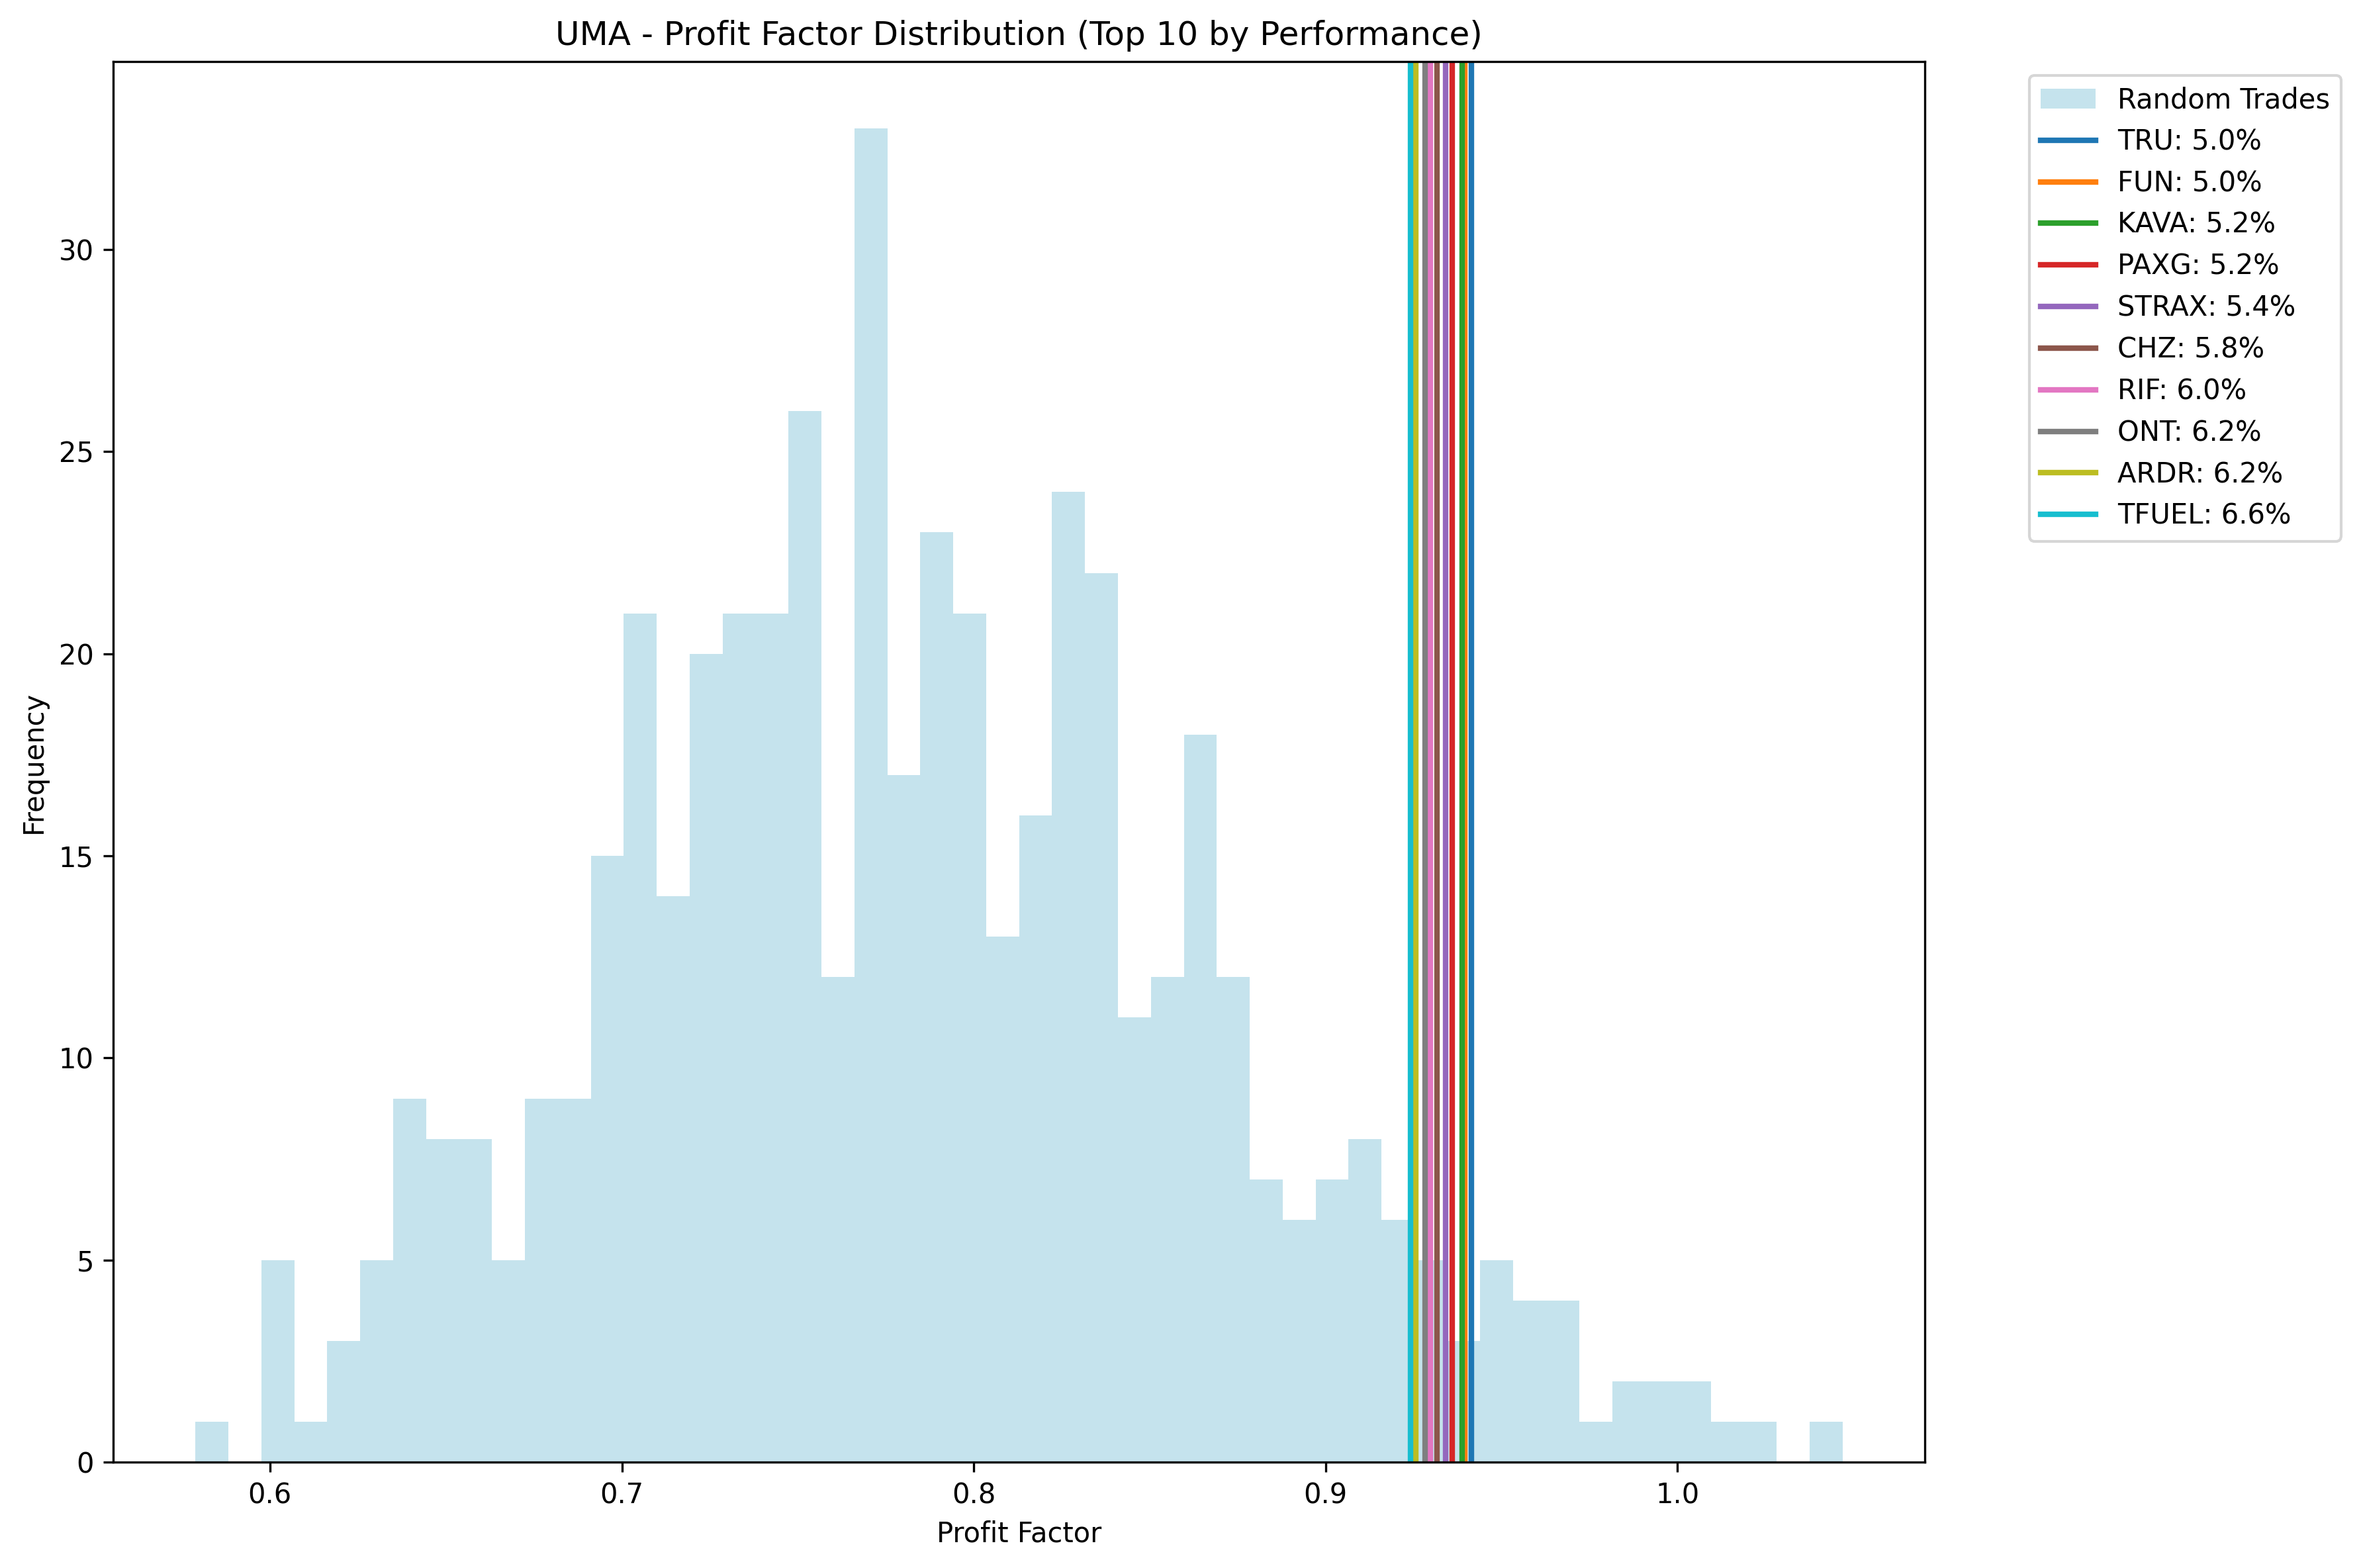 UMA - Profit Factor Distribution (Top 10 by Performance)
Random Trades
TRU: 5.0%
FUN: 5.0%
KAVA: 5.2%
PAXG: 5.2%
STRAX: 5.4%
CHZ: 5.8%
RIF: 6.0%
ONT: 6.2%
ARDR: 6.2%
TFUEL: 6.6%
Frequency
30
25
20
15
10
5
0
0.6 0.7 0.8 0.9 1.0
Profit Factor